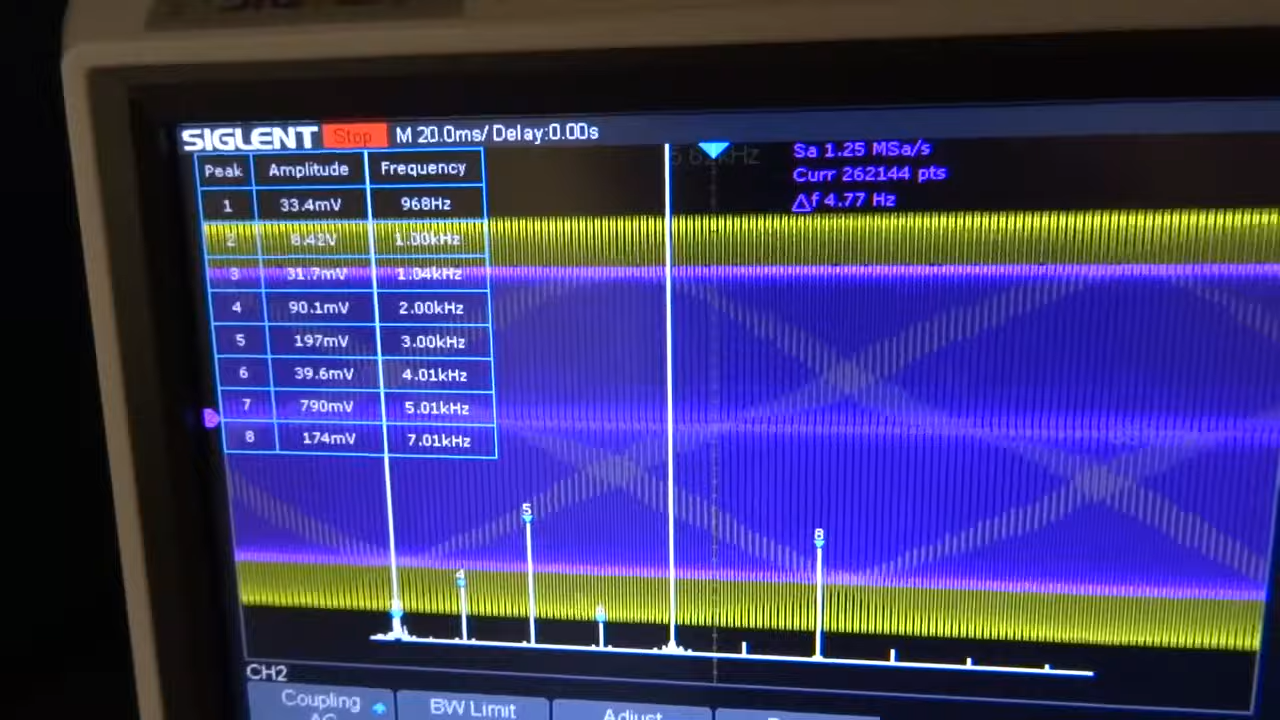 SIGLENT Stop M 20.0ms/ Delay:0.00s
Sa 1.25 MSa/s
Curr 262144 pts
Δf 4.77 Hz
Peak Amplitude Frequency
1 33.4mV 968Hz
2 8.42V 1.00kHz
3 31.7mV 1.04kHz
4 90.1mV 2.00kHz
5 197mV 3.00kHz
6 39.6mV 4.01kHz
7 790mV 5.01kHz
8 174mV 7.01kHz
5
8
4
CH2
Coupling BW Limit Adjust